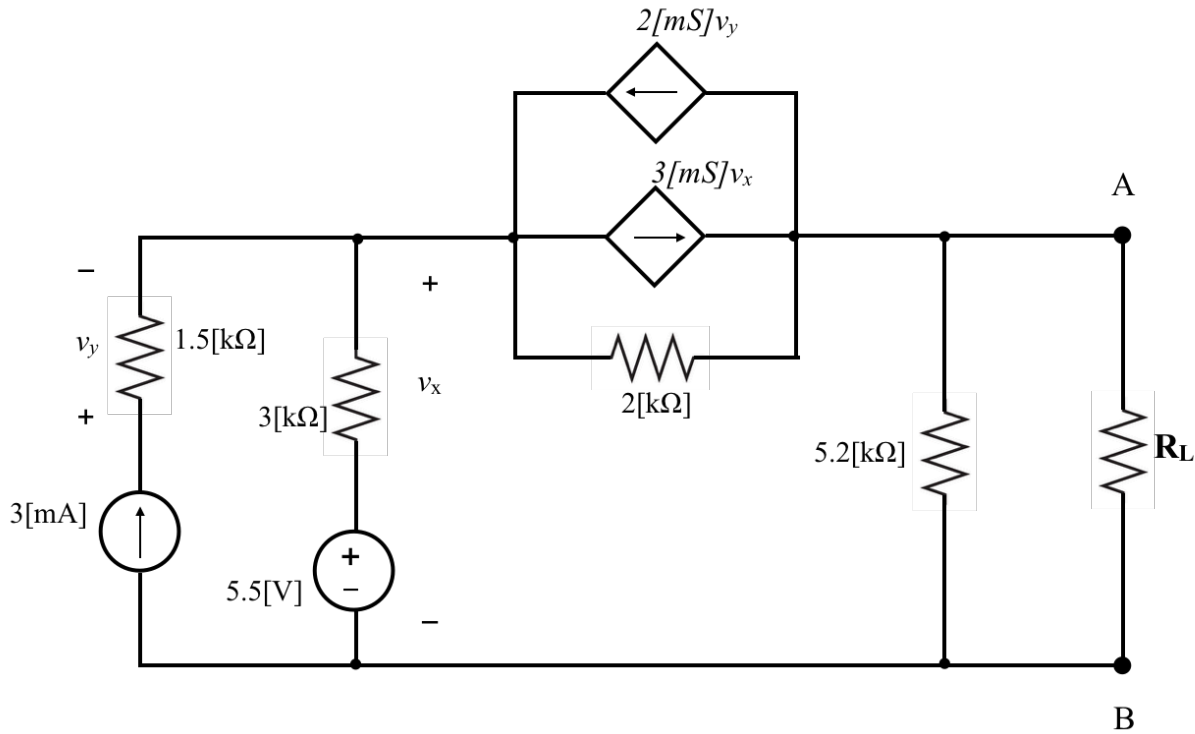 2[mS]vy
3[mS]vx
A
−
+
vy
1.5[kΩ]
vx
+
3[kΩ]
2[kΩ]
5.2[kΩ]
RL
3[mA]
+
5.5[V]
−
−
B